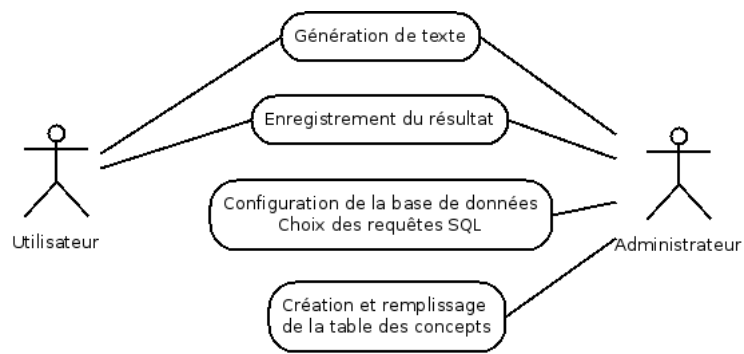 Génération de texte
Enregistrement du résultat
Configuration de la base de données
Choix des requêtes SQL
Utilisateur
Administrateur
Création et remplissage
de la table des concepts